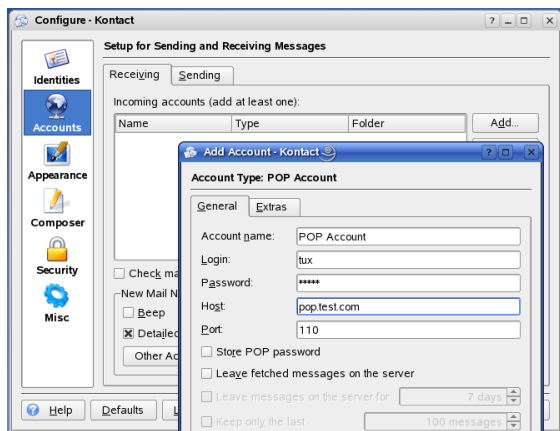 Configure - Kontact
Setup for Sending and Receiving Messages
Identities
Accounts
Appearance
Composer
Security
Misc
Receiving
Sending
Incoming accounts (add at least one):
Name Type Folder
Add...
Add Account - Kontact
Account Type: POP Account
General
Extras
Account name: POP Account
Login: tux
Password: *****
Host: pop.test.com
Port: 110
Store POP password
Leave fetched messages on the server
Leave messages on the server for 7 days
Keep only the last 100 messages
Check ma
New Mail N
Beep
Detailed
Other Ac
Help
Defaults